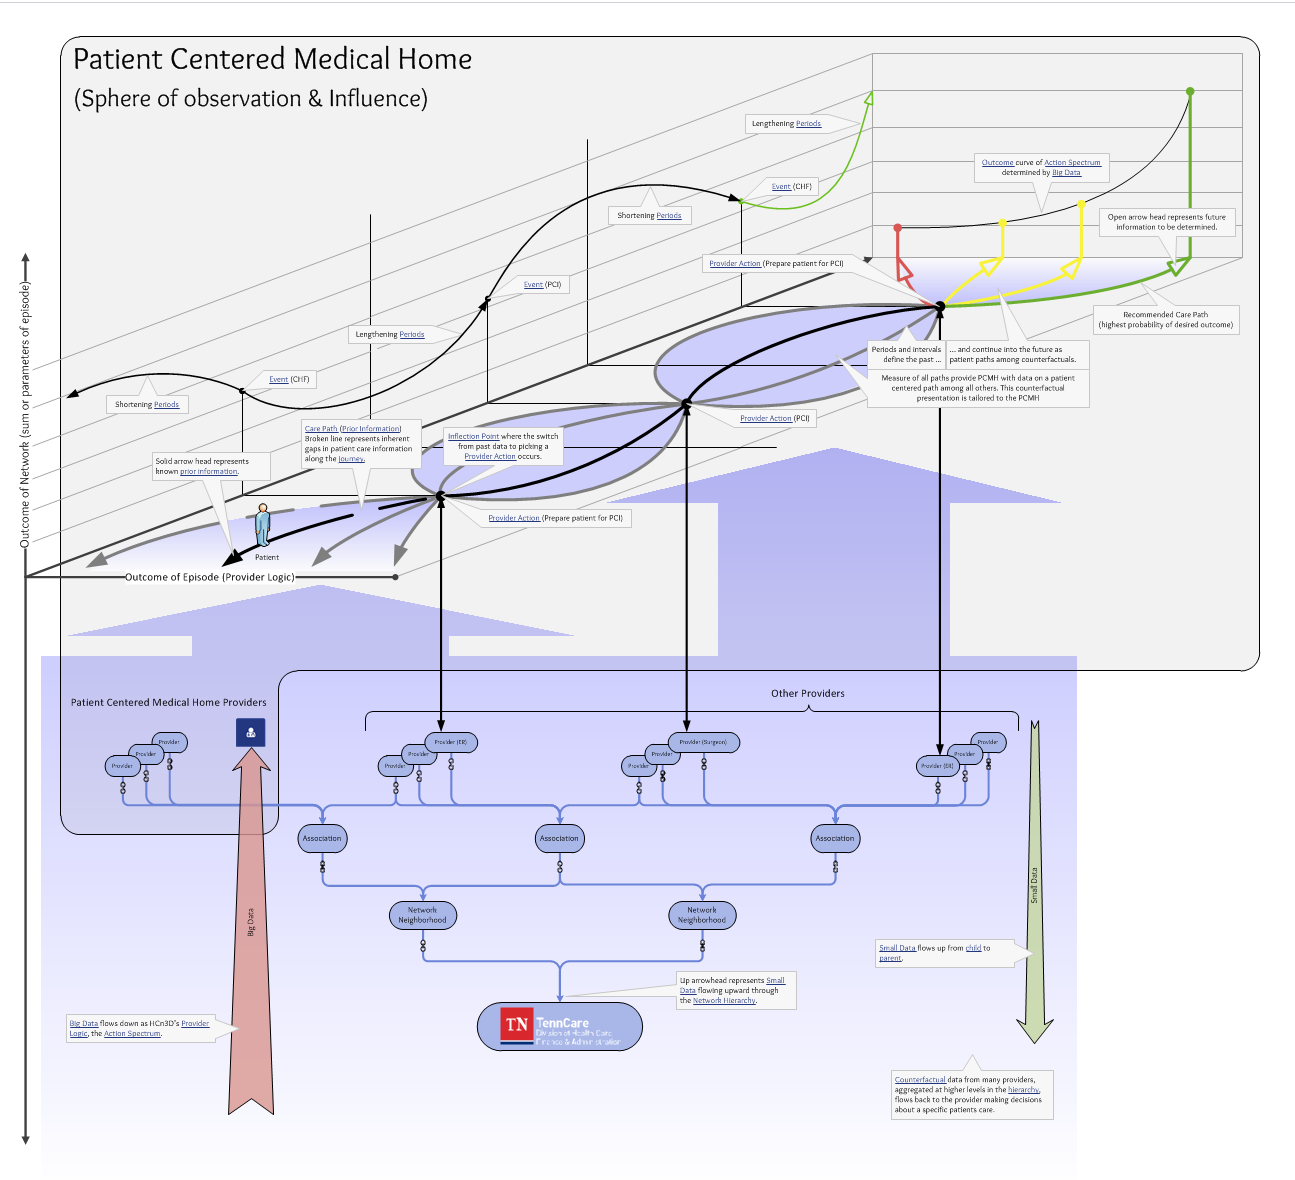 Patient Centered Medical Home
(Sphere of observation & Influence)
Lengthening Periods
Outcome curve of Action Spectrum
determined by Big Data
Event (CHF)
Shortening Periods
Open arrow head represents future
information to be determined.
Provider Action (Prepare patient for PCI)
Event (PCI)
Recommended Care Path
(highest probability of desired outcome)
Lengthening Periods
Periods and intervals
define the past ...
... and continue into the future as
patient paths among counterfactuals.
Measure of all paths provide PCMH with data on a patient
centered path among all others. This counterfactual
presentation is tailored to the PCMH
Event (CHF)
Shortening Periods
Provider Action (PCI)
Care Path (Prior Information)
Broken line represents inherent
gaps in patient care information
along the journey.
Inflection Point where the switch
from past data to picking a
Provider Action occurs.
Solid arrow head represents
known prior information.
Provider Action (Prepare patient for PCI)
Patient
Outcome of Episode (Provider Logic)
Outcome of Network (sum or parameters of episode)
Patient Centered Medical Home Providers
Other Providers
Provider
Provider
Provider
Provider (ER)
Provider
Provider
Provider (Surgeon)
Provider
Provider
Provider
Provider
Provider (ER)
Association
Association
Association
Network
Neighborhood
Network
Neighborhood
Big Data
Small Data
Small Data flows up from child to
parent.
Up arrowhead represents Small
Data flowing upward through
the Network Hierarchy.
Big Data flows down as HCn3D's Provider
Logic, the Action Spectrum.
TN
TennCare
Division of Health Care
Finance & Administration
Counterfactual data from many providers,
aggregated at higher levels in the hierarchy,
flows back to the provider making decisions
about a specific patients care.